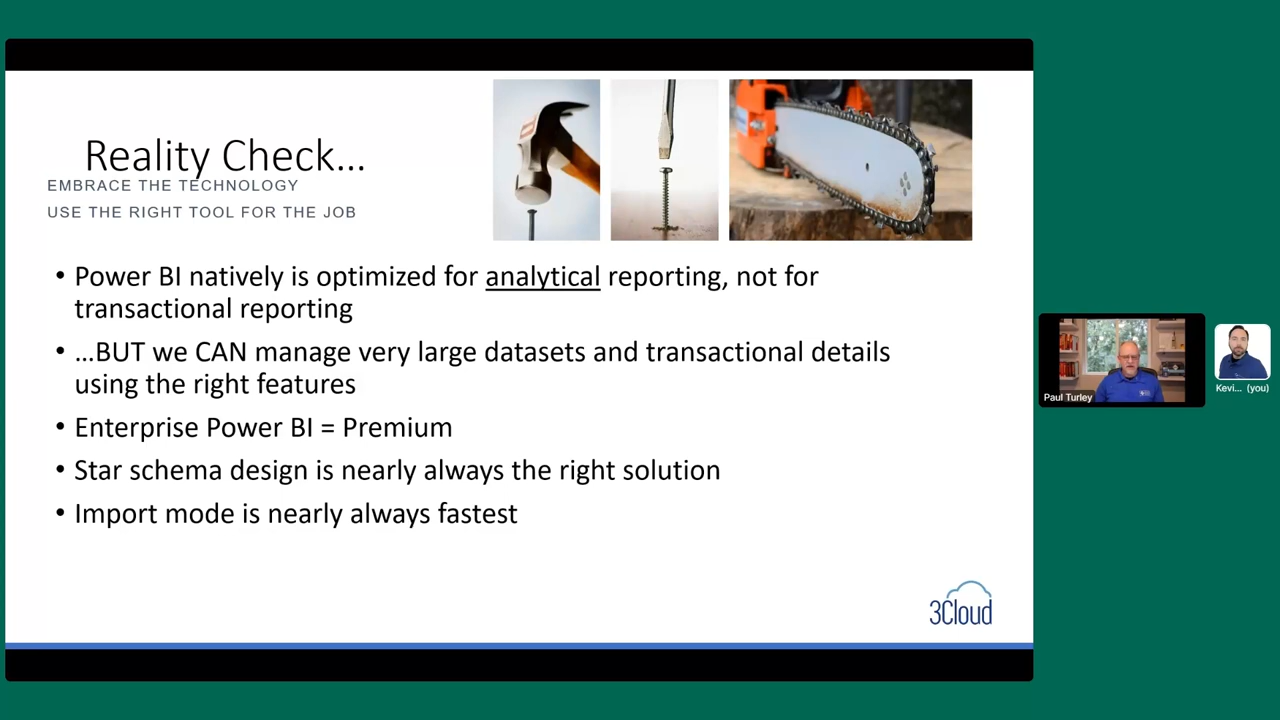 Reality Check…
EMBRACE THE TECHNOLOGY
USE THE RIGHT TOOL FOR THE JOB
• Power BI natively is optimized for analytical reporting, not for
transactional reporting
• …BUT we CAN manage very large datasets and transactional details
using the right features
• Enterprise Power BI = Premium
• Star schema design is nearly always the right solution
• Import mode is nearly always fastest
3Cloud
Paul Turley
Kevi... (you)